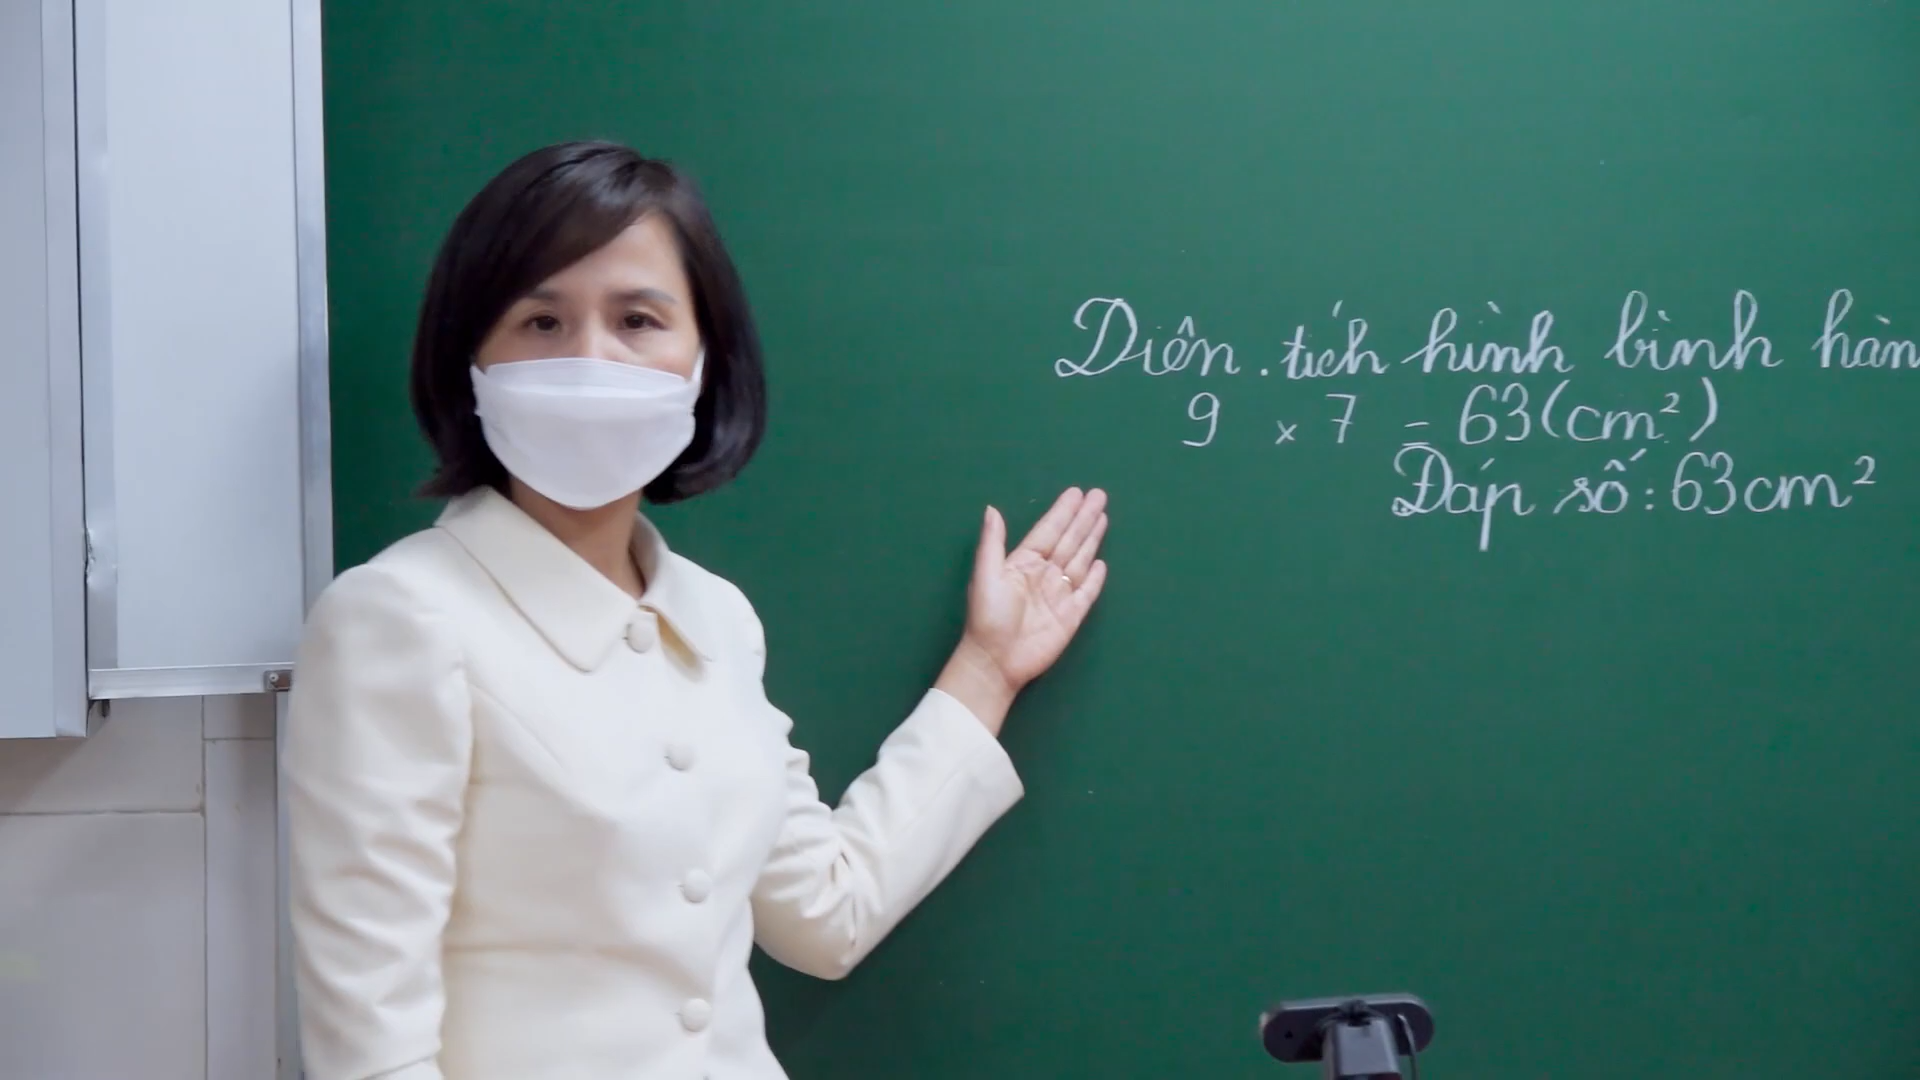 Diện tích hình bình hàn
9 x 7 = 63 (cm²)
Đáp số: 63cm²